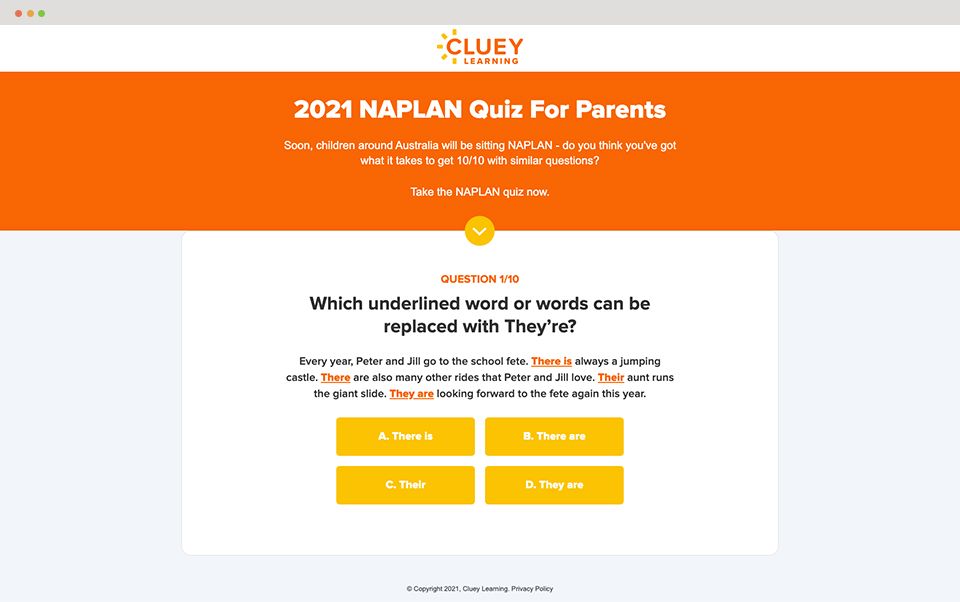 CLUEY
LEARNING
2021 NAPLAN Quiz For Parents
Soon, children around Australia will be sitting NAPLAN - do you think you've got
what it takes to get 10/10 with similar questions?
Take the NAPLAN quiz now.
QUESTION 1/10
Which underlined word or words can be
replaced with They’re?
Every year, Peter and Jill go to the school fete. There is always a jumping
castle. There are also many other rides that Peter and Jill love. Their aunt runs
the giant slide. They are looking forward to the fete again this year.
A. There is
B. There are
C. Their
D. They are
© Copyright 2021, Cluey Learning. Privacy Policy